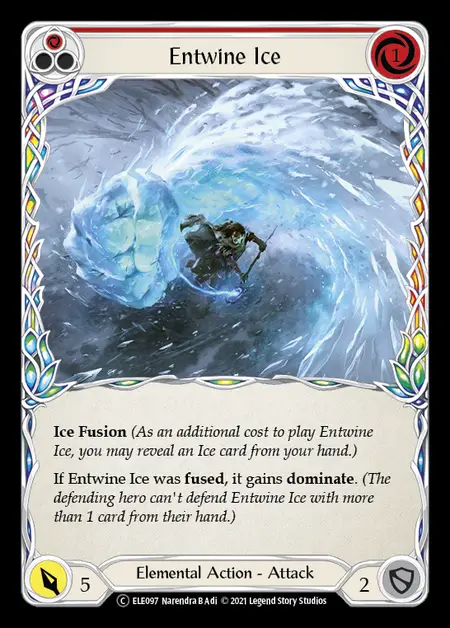 Entwine Ice
1
Ice Fusion (As an additional cost to play Entwine
Ice, you may reveal an Ice card from your hand.)
If Entwine Ice was fused, it gains dominate. (The
defending hero can't defend Entwine Ice with more
than 1 card from their hand.)
5
Elemental Action - Attack
2
C ELE097 Narendra B Adi © 2021 Legend Story Studios